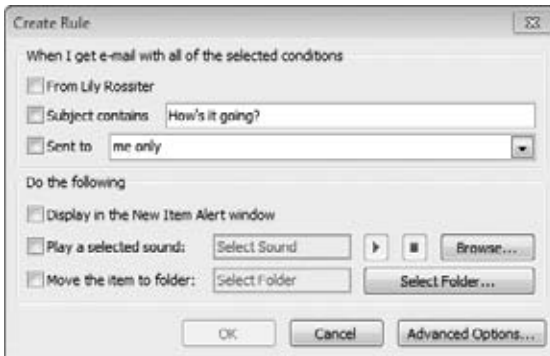 Create Rule
When I get e-mail with all of the selected conditions
From Lily Rossiter
Subject contains How's it going?
Sent to me only
Do the following
Display in the New Item Alert window
Play a selected sound: Select Sound Browse...
Move the item to folder: Select Folder Select Folder...
OK Cancel Advanced Options...